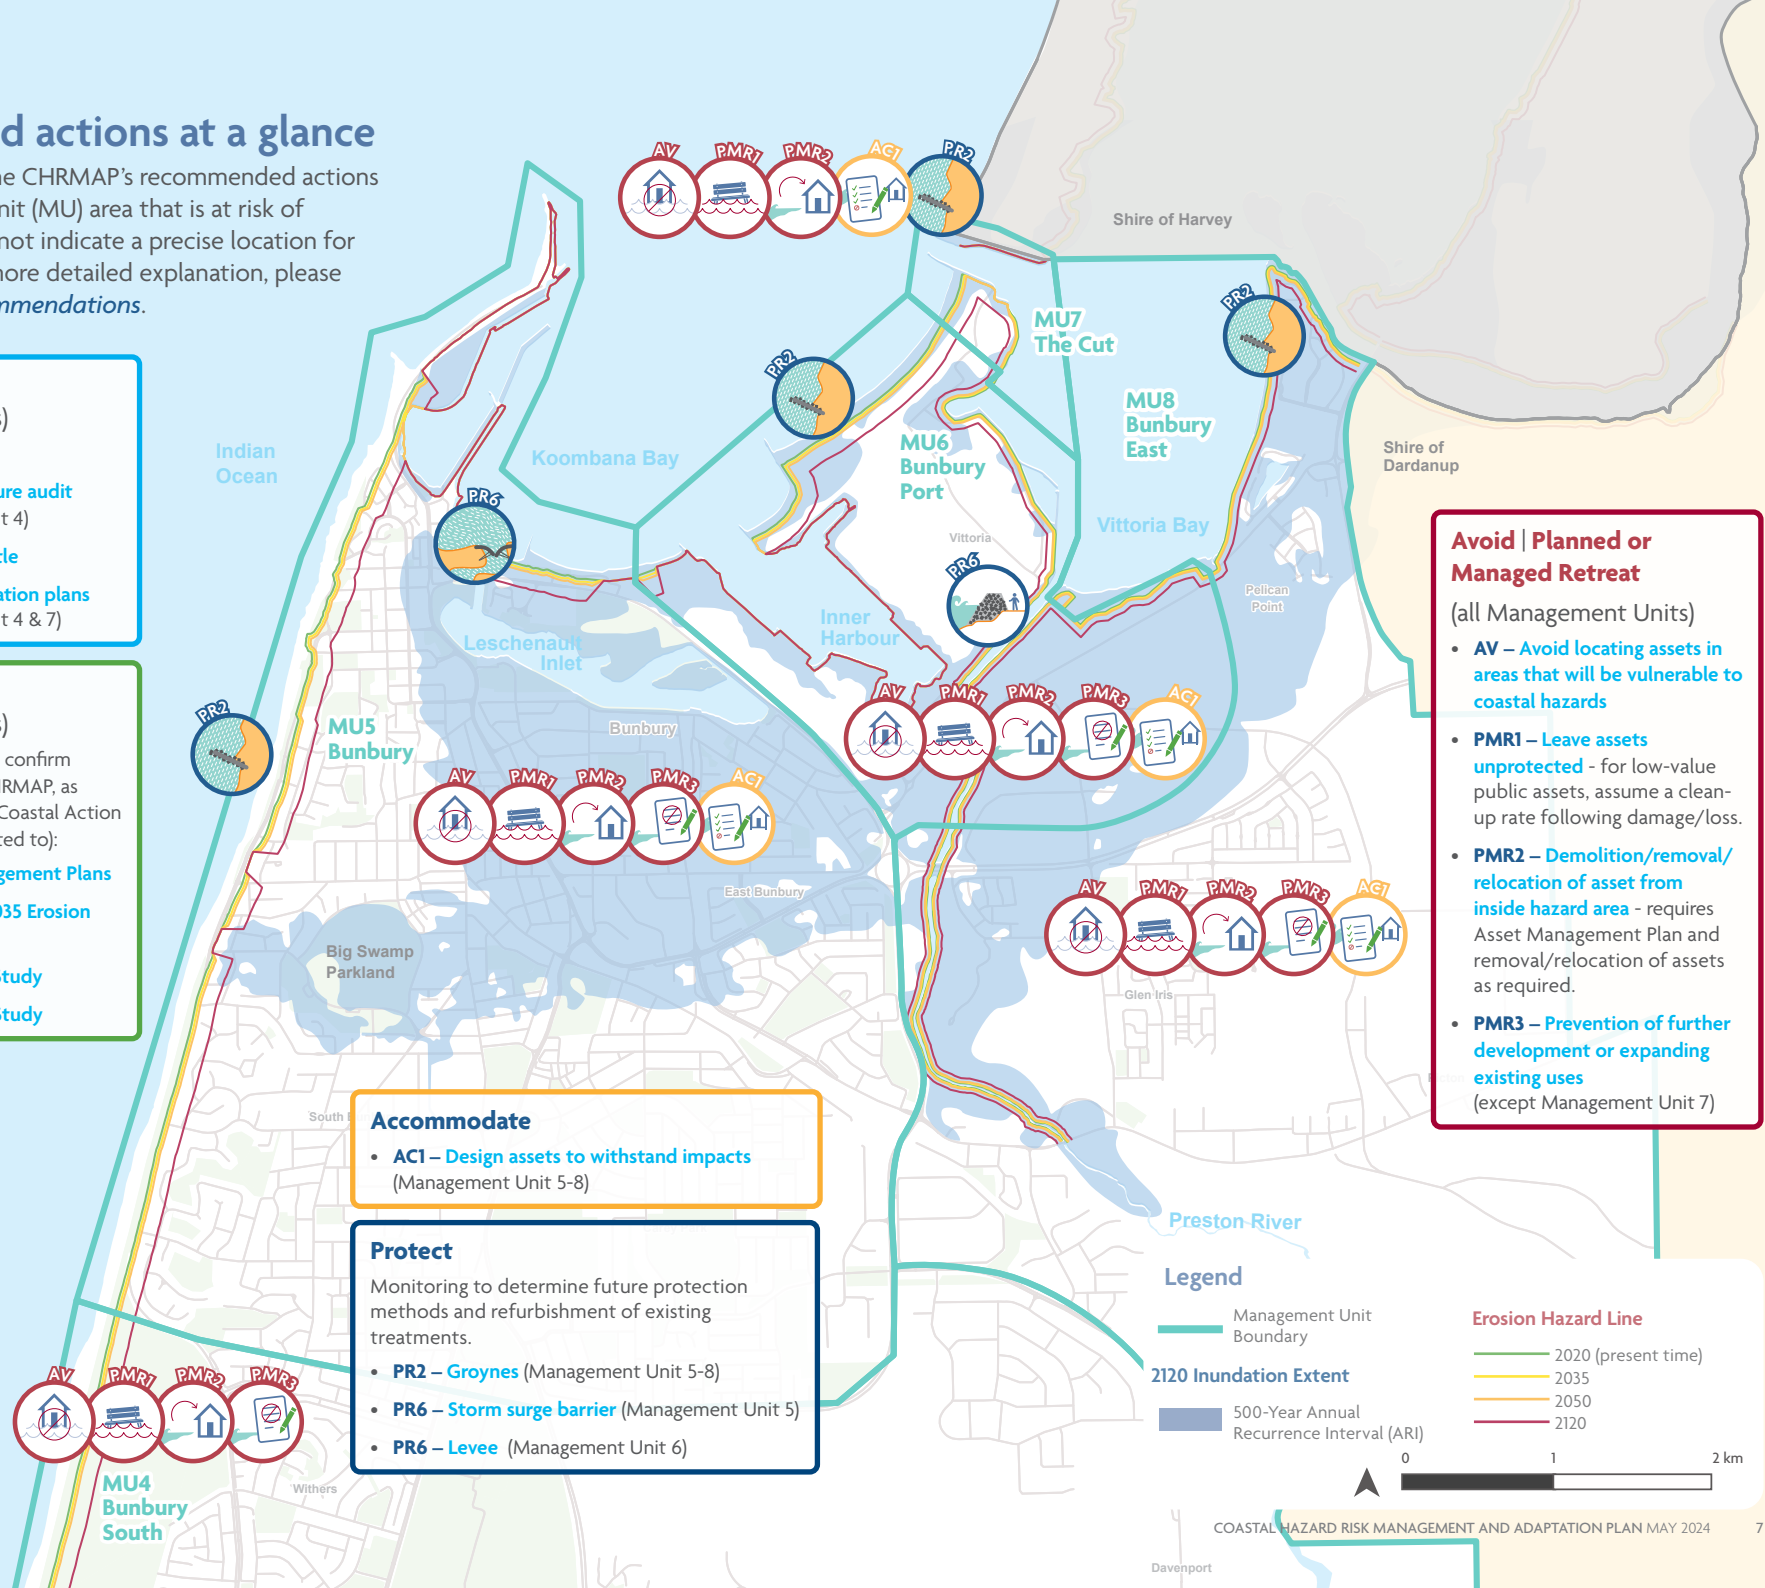 d actions at a glance
he CHRMAP's recommended actions
nit (MU) area that is at risk of
not indicate a precise location for
more detailed explanation, please
mmendations.
s)
ure audit
t 4)
tle
ation plans
t 4 & 7)
s)
confirm
HRMAP, as
Coastal Action
ted to):
gement Plans
035 Erosion
Study
Study
AV PMR1 PMR2 AC1 PR2
Shire of Harvey
PR2
MU7
The Cut
PR2
MU8
Bunbury
East
Indian
Ocean
Koombana Bay
MU6
Bunbury
Port
Shire of
Dardanup
PR6
Vittoria
Vittoria Bay
PR6
Pelican
Point
Inner
Harbour
Leschenault
Inlet
PR2
MU5
Bunbury
Bunbury
AV PMR1 PMR2 PMR3 AC1
AV PMR1 PMR2 PMR3 AC1
East Bunbury
AV PMR1 PMR2 PMR3 AC1
Big Swamp
Parkland
Glen Iris
South
Avoid | Planned or
Managed Retreat
(all Management Units)
• AV – Avoid locating assets in
areas that will be vulnerable to
coastal hazards
• PMR1 – Leave assets
unprotected - for low-value
public assets, assume a clean-
up rate following damage/loss.
• PMR2 – Demolition/removal/
relocation of asset from
inside hazard area - requires
Asset Management Plan and
removal/relocation of assets
as required.
• PMR3 – Prevention of further
development or expanding
existing uses
(except Management Unit 7)
Accommodate
• AC1 – Design assets to withstand impacts
(Management Unit 5-8)
Protect
Monitoring to determine future protection
methods and refurbishment of existing
treatments.
• PR2 – Groynes (Management Unit 5-8)
• PR6 – Storm surge barrier (Management Unit 5)
• PR6 – Levee (Management Unit 6)
Preston River
AV PMR1 PMR2 PMR3
MU4
Bunbury
South
Withers
Legend
Management Unit
Boundary
2120 Inundation Extent
500-Year Annual
Recurrence Interval (ARI)
Erosion Hazard Line
2020 (present time)
2035
2050
2120
0 1 2 km
COASTAL HAZARD RISK MANAGEMENT AND ADAPTATION PLAN MAY 2024 7
Davenport